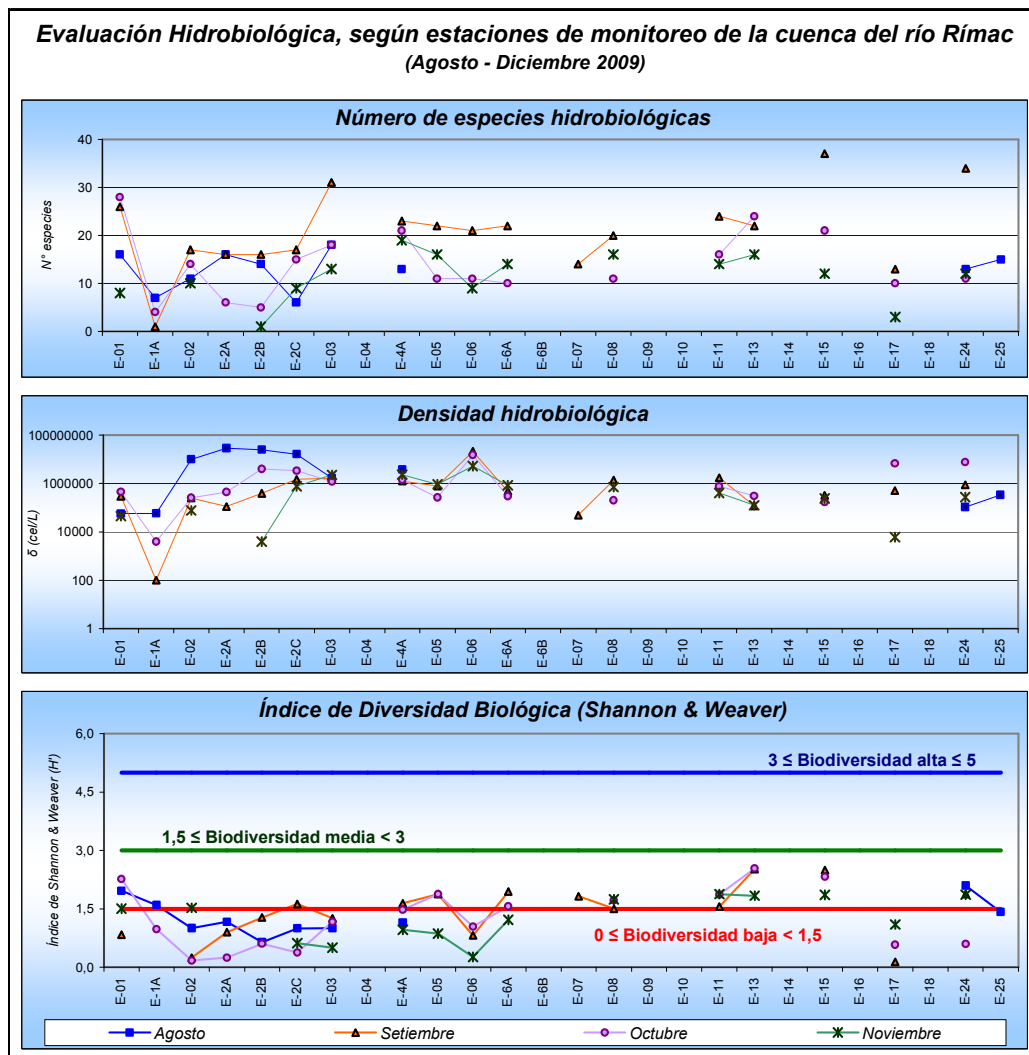 Evaluación Hidrobiológica, según estaciones de monitoreo de la cuenca del río Rímac
(Agosto - Diciembre 2009)
Número de especies hidrobiológicas
N° especies
40
30
20
10
0
E-01 E-1A E-02 E-2A E-2B E-2C E-03 E-04 E-4A E-05 E-06 E-6A E-6B E-07 E-08 E-09 E-10 E-11 E-13 E-14 E-15 E-16 E-17 E-18 E-24 E-25
Densidad hidrobiológica
δ (cel/L)
100000000
1000000
10000
100
1
E-01 E-1A E-02 E-2A E-2B E-2C E-03 E-04 E-4A E-05 E-06 E-6A E-6B E-07 E-08 E-09 E-10 E-11 E-13 E-14 E-15 E-16 E-17 E-18 E-24 E-25
Índice de Diversidad Biológica (Shannon & Weaver)
Índice de Shannon & Weaver (H')
6,0
4,5
3,0
1,5
0,0
3 ≤ Biodiversidad alta ≤ 5
1,5 ≤ Biodiversidad media < 3
0 ≤ Biodiversidad baja < 1,5
E-01 E-1A E-02 E-2A E-2B E-2C E-03 E-04 E-4A E-05 E-06 E-6A E-6B E-07 E-08 E-09 E-10 E-11 E-13 E-14 E-15 E-16 E-17 E-18 E-24 E-25
Agosto Setiembre Octubre Noviembre